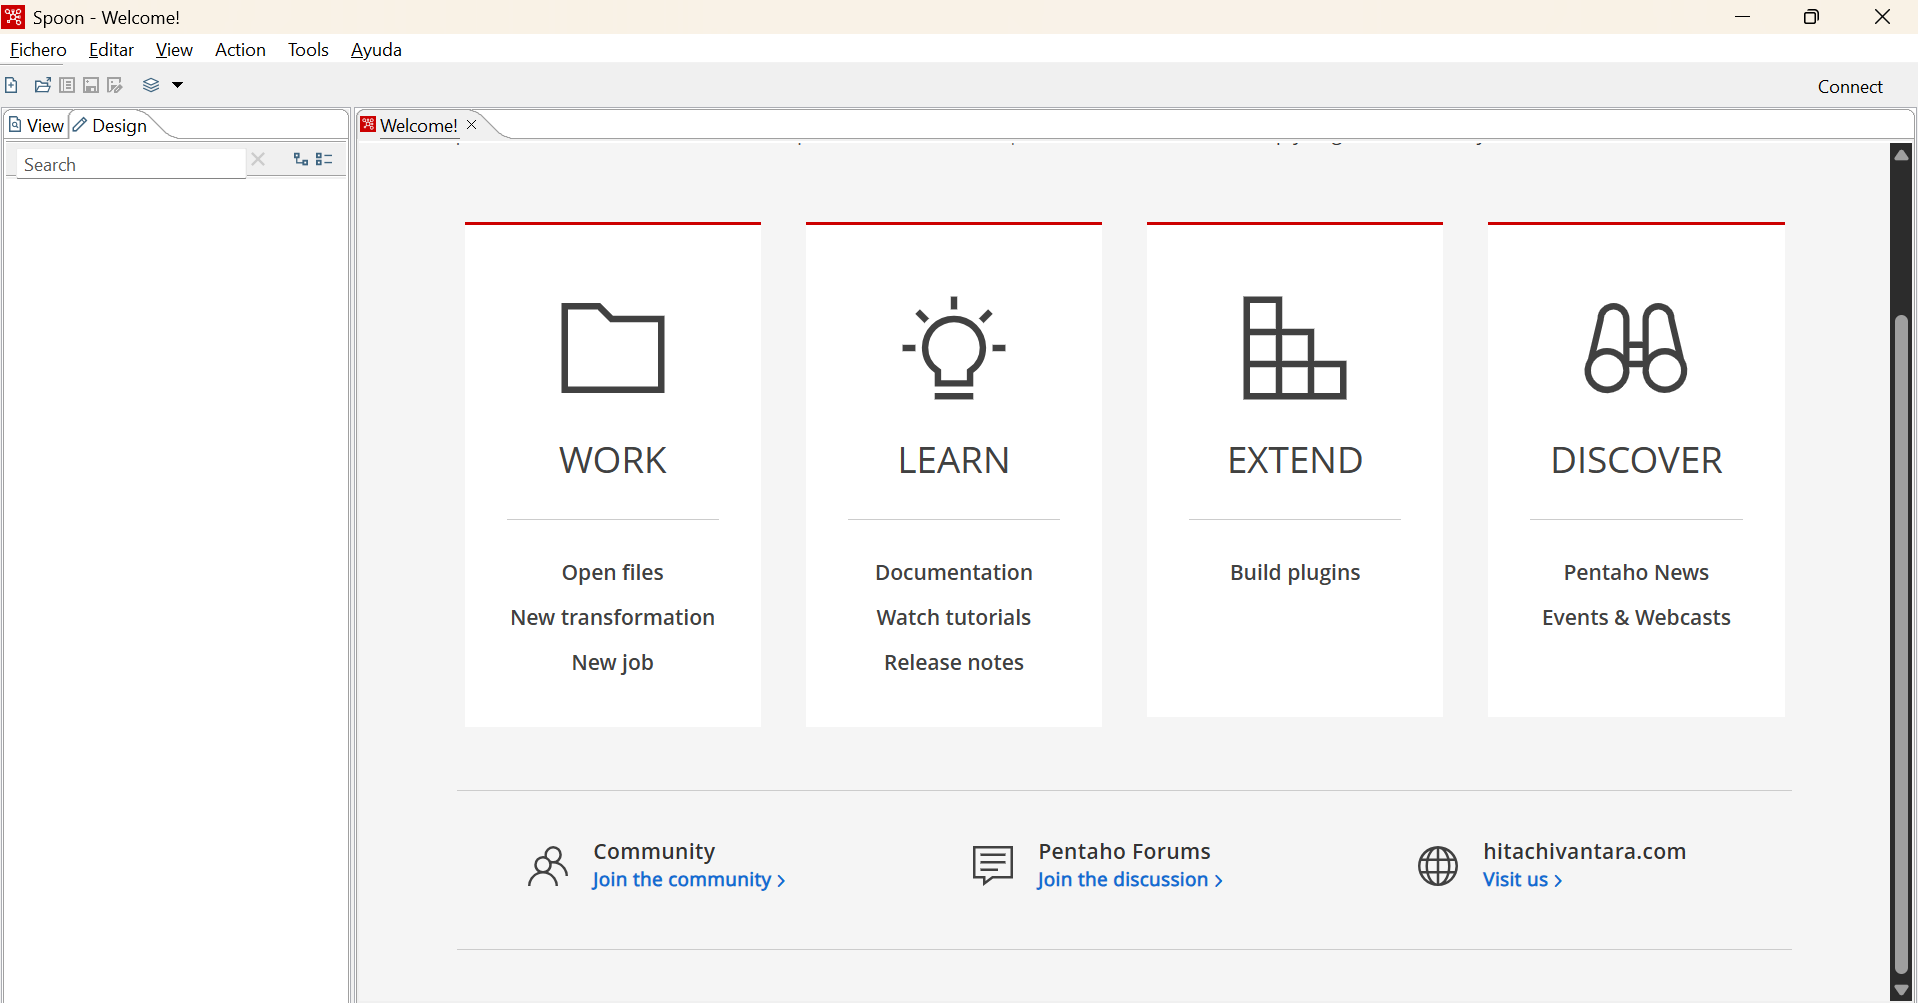 Spoon - Welcome!
Fichero Editar View Action Tools Ayuda
Connect
View Design
Welcome!
Search
WORK
Open files
New transformation
New job
LEARN
Documentation
Watch tutorials
Release notes
EXTEND
Build plugins
DISCOVER
Pentaho News
Events & Webcasts
Community
Join the community >
Pentaho Forums
Join the discussion >
hitachivantara.com
Visit us >